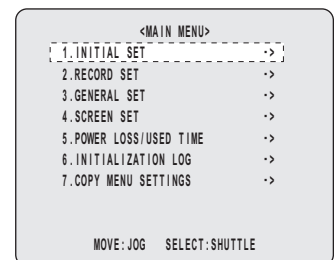 <MAIN MENU>
1.INITIAL SET ->
2.RECORD SET ->
3.GENERAL SET ->
4.SCREEN SET ->
5.POWER LOSS/USED TIME ->
6.INITIALIZATION LOG ->
7.COPY MENU SETTINGS ->
MOVE:JOG SELECT:SHUTTLE